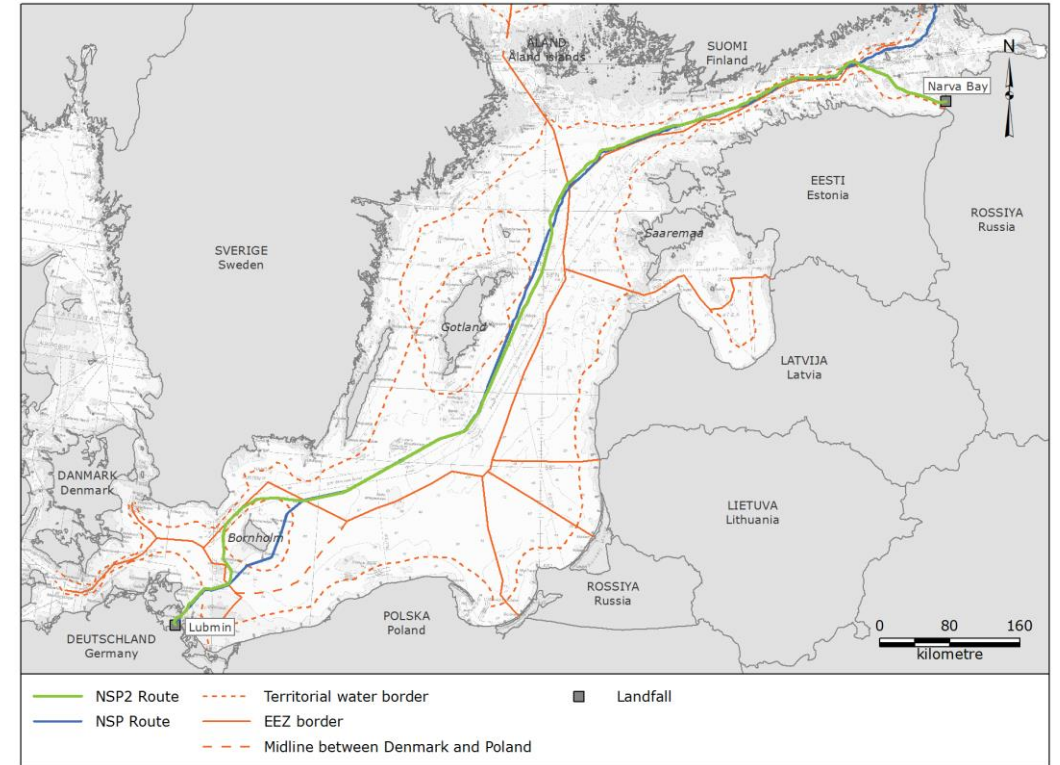 ÅLAND
Åland Islands
SUOMI
Finland
N
Narva Bay
EESTI
Estonia
ROSSIYA
Russia
SVERIGE
Sweden
Saaremaa
Gotland
LATVIJA
Latvia
DANMARK
Denmark
LIETUVA
Lithuania
Bornholm
ROSSIYA
Russia
POLSKA
Poland
Lubmin
DEUTSCHLAND
Germany
0 80 160
kilometre
NSP2 Route
NSP Route
Territorial water border
EEZ border
Midline between Denmark and Poland
Landfall